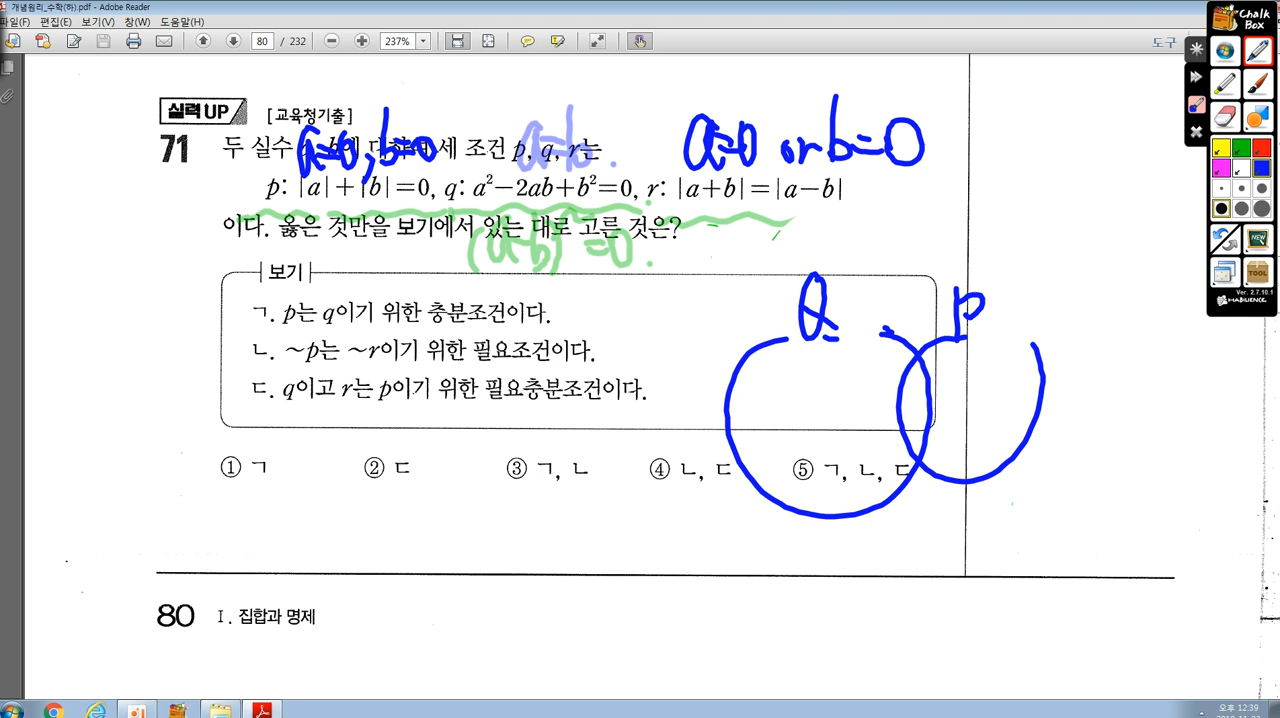 개념원리_수학(하).pdf - Adobe Reader
파일(F) 편집(E) 보기(V) 창(W) 도움말(H)
80 / 232 237% 도구
Chalk Box
실력 UP [교육청기출]
a=0, b=0 a=b. a=0 or b=0
71 두 실수 세 조건 p, q, r는
p: |a|+|b|=0, q: a²-2ab+b²=0, r: |a+b|=|a-b|
이다. 옳은 것만을 보기에서 있는 대로 고른 것은?
(a-b)²=0.
보기
Q P
ㄱ. p는 q이기 위한 충분조건이다.
ㄴ. ~p는 ~r이기 위한 필요조건이다.
ㄷ. q이고 r는 p이기 위한 필요충분조건이다.
① ㄱ ② ㄷ ③ ㄱ, ㄴ ④ ㄴ, ㄷ ⑤ ㄱ, ㄴ, ㄷ
NEW
TOOL
Ver. 2.7.10.1
80 Ⅰ. 집합과 명제
오후 12:39